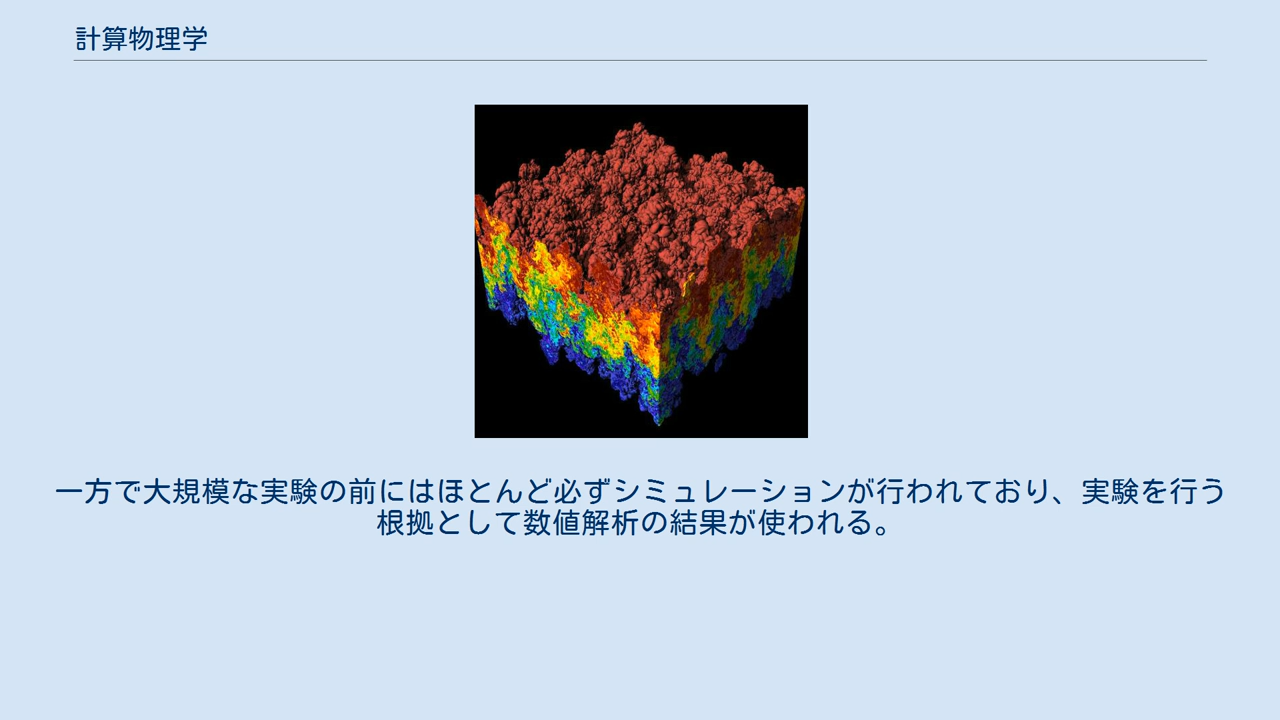 計算物理学
一方で大規模な実験の前にはほとんど必ずシミュレーションが行われており、実験を行う
根拠として数値解析の結果が使われる。